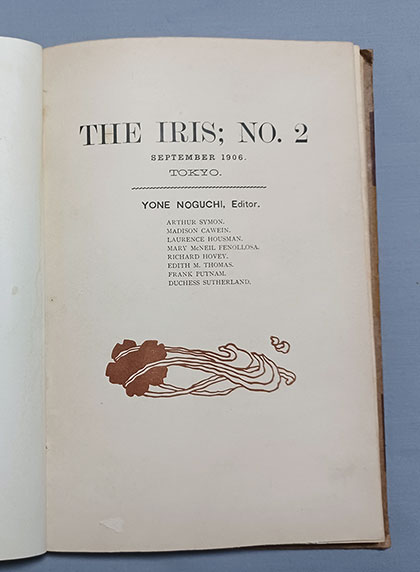 THE IRIS; NO. 2
SEPTEMBER 1906.
TOKYO.
YONE NOGUCHI, Editor.
ARTHUR SYMON.
MADISON CAWEIN.
LAURENCE HOUSMAN.
MARY McNEIL FENOLLOSA.
RICHARD HOVEY.
EDITH M. THOMAS.
FRANK PUTNAM.
DUCHESS SUTHERLAND.